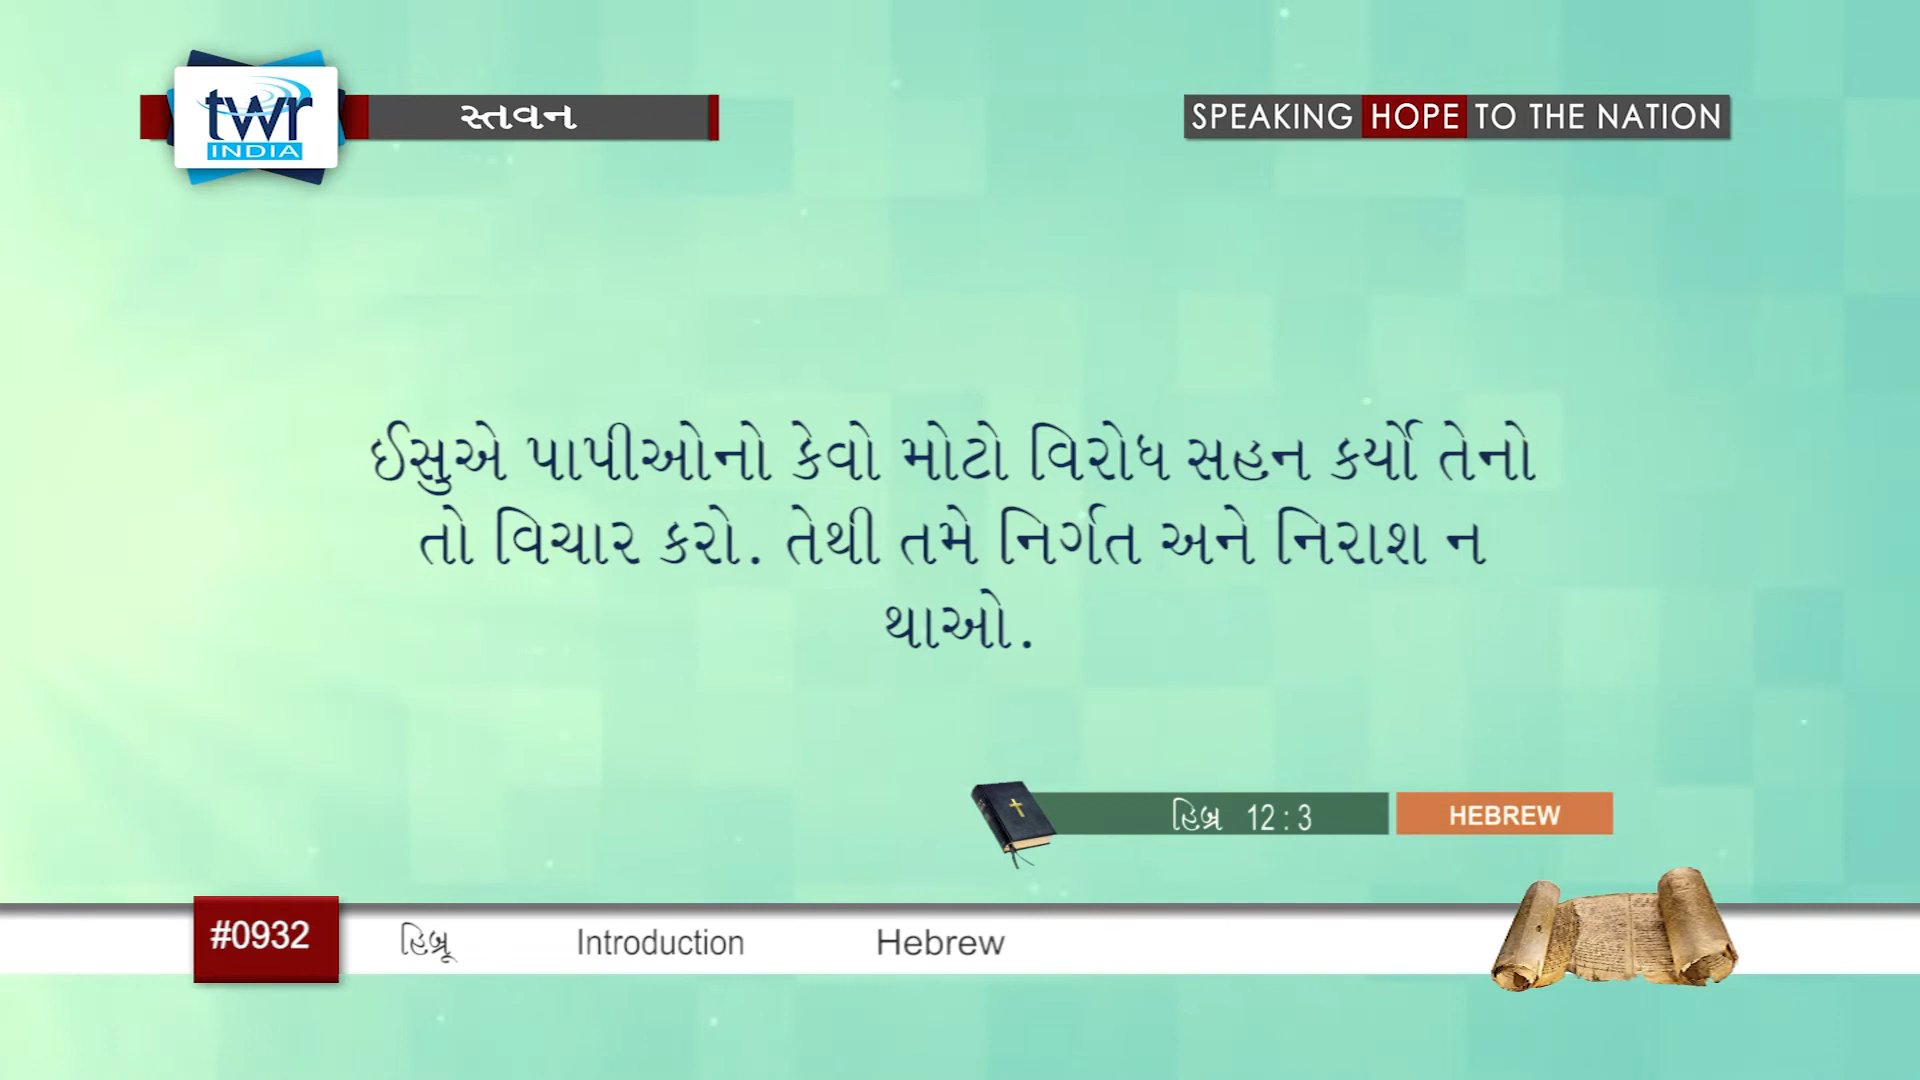 twr
INDIA
સ્તવન
SPEAKING HOPE TO THE NATION
ઈસુએ પાપીઓનો કેવો મોટો વિરોધ સહન કર્યો તેનો
તો વિચાર કરો. તેથી તમે નિર્ગત અને નિરાશ ન
થાઓ.
હિબ્ર 12 : 3
HEBREW
#0932
હિબ્રૂ
Introduction
Hebrew